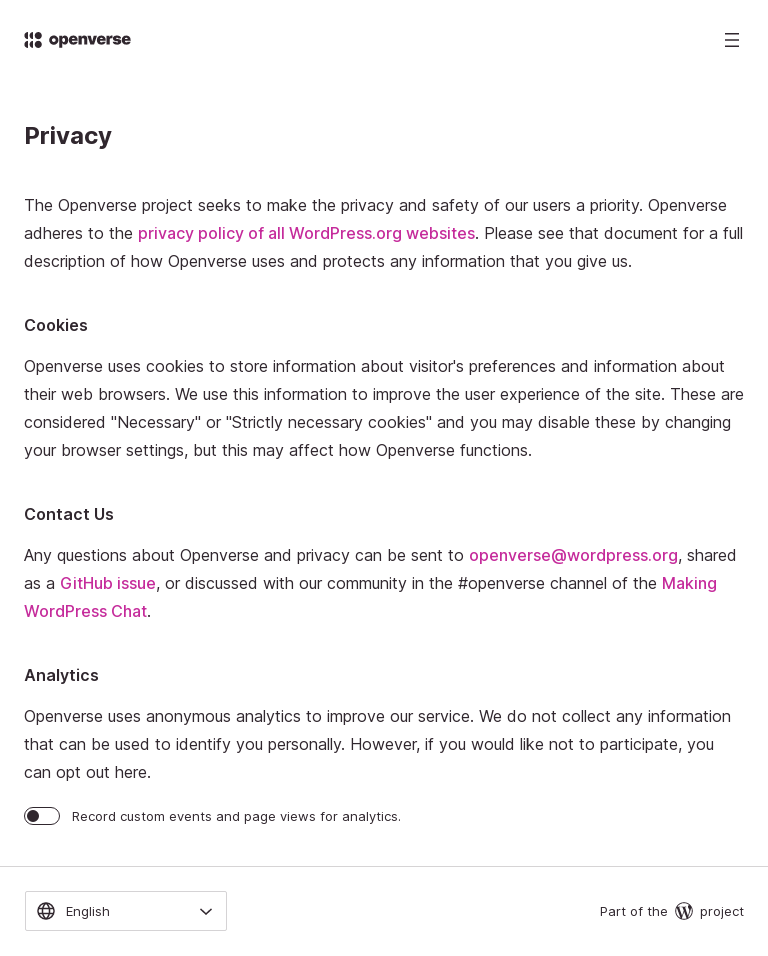 openverse
Privacy
The Openverse project seeks to make the privacy and safety of our users a priority. Openverse
adheres to the privacy policy of all WordPress.org websites. Please see that document for a full
description of how Openverse uses and protects any information that you give us.
Cookies
Openverse uses cookies to store information about visitor's preferences and information about
their web browsers. We use this information to improve the user experience of the site. These are
considered "Necessary" or "Strictly necessary cookies" and you may disable these by changing
your browser settings, but this may affect how Openverse functions.
Contact Us
Any questions about Openverse and privacy can be sent to openverse@wordpress.org, shared
as a GitHub issue, or discussed with our community in the #openverse channel of the Making
WordPress Chat.
Analytics
Openverse uses anonymous analytics to improve our service. We do not collect any information
that can be used to identify you personally. However, if you would like not to participate, you
can opt out here.
Record custom events and page views for analytics.
English
Part of the project